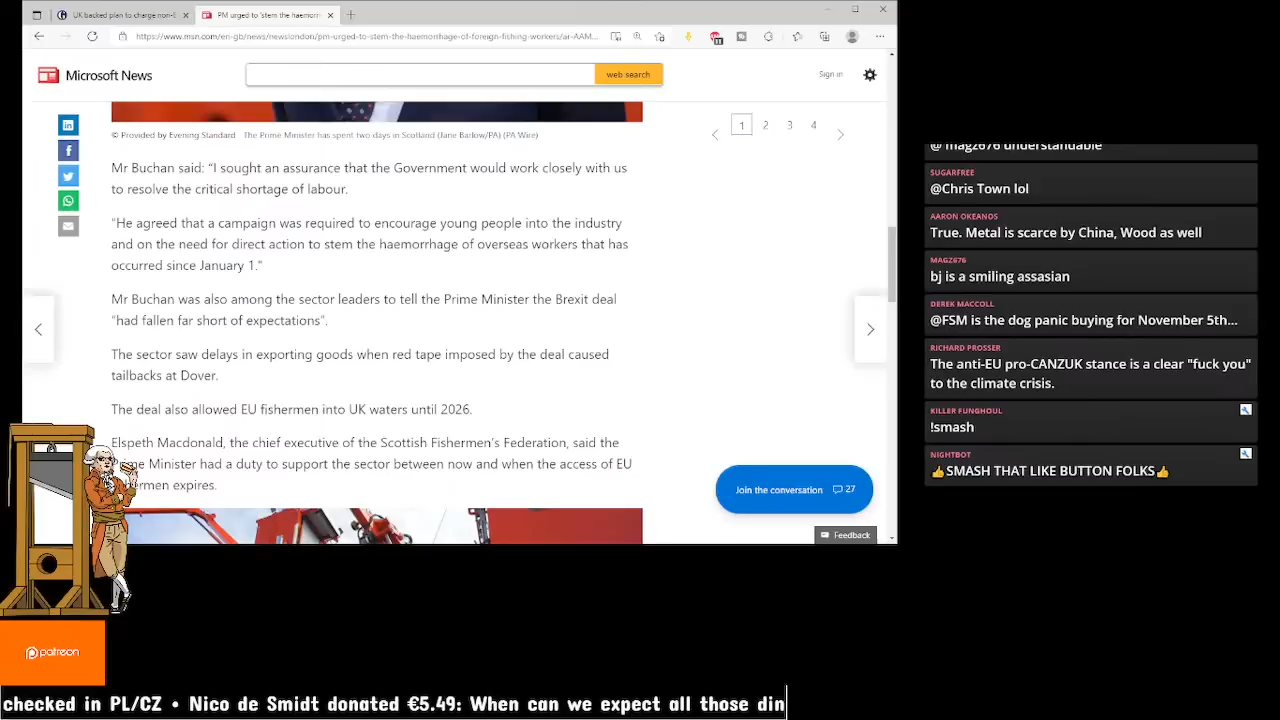 UK backed plan to charge non-E
PM urged to 'stem the haemorrh
https://www.msn.com/en-gb/news/newslondon/pm-urged-to-stem-the-haemorrhage-of-foreign-fishing-workers/ar-AAM...
Microsoft News
web search
Sign in
© Provided by Evening Standard The Prime Minister has spent two days in Scotland (Jane Barlow/PA) (PA Wire)
1 2 3 4
Mr Buchan said: “I sought an assurance that the Government would work closely with us
to resolve the critical shortage of labour.
"He agreed that a campaign was required to encourage young people into the industry
and on the need for direct action to stem the haemorrhage of overseas workers that has
occurred since January 1."
Mr Buchan was also among the sector leaders to tell the Prime Minister the Brexit deal
“had fallen far short of expectations”.
The sector saw delays in exporting goods when red tape imposed by the deal caused
tailbacks at Dover.
The deal also allowed EU fishermen into UK waters until 2026.
Elspeth Macdonald, the chief executive of the Scottish Fishermen’s Federation, said the
Minister had a duty to support the sector between now and when the access of EU
expires.
Join the conversation 27
Feedback
@ magz676 understandable
SUGARFREE
@Chris Town lol
AARON OKEANOS
True. Metal is scarce by China, Wood as well
MAGZ676
bj is a smiling assasian
DEREK MACCOLL
@FSM is the dog panic buying for November 5th...
RICHARD PROSSER
The anti-EU pro-CANZUK stance is a clear "fuck you"
to the climate crisis.
KILLER FUNGHOUL
!smash
NIGHTBOT
👍SMASH THAT LIKE BUTTON FOLKS👍
patreon
checked in PL/CZ • Nico de Smidt donated €5.49: When can we expect all those din